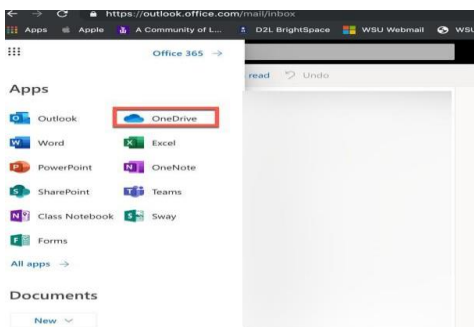 https://outlook.office.com/mail/inbox
Apps Apple A Community of L... D2L BrightSpace WSU Webmail WSU
Office 365 →
read Undo
Apps
Outlook OneDrive
Word Excel
PowerPoint OneNote
SharePoint Teams
Class Notebook Sway
Forms
All apps →
Documents
New